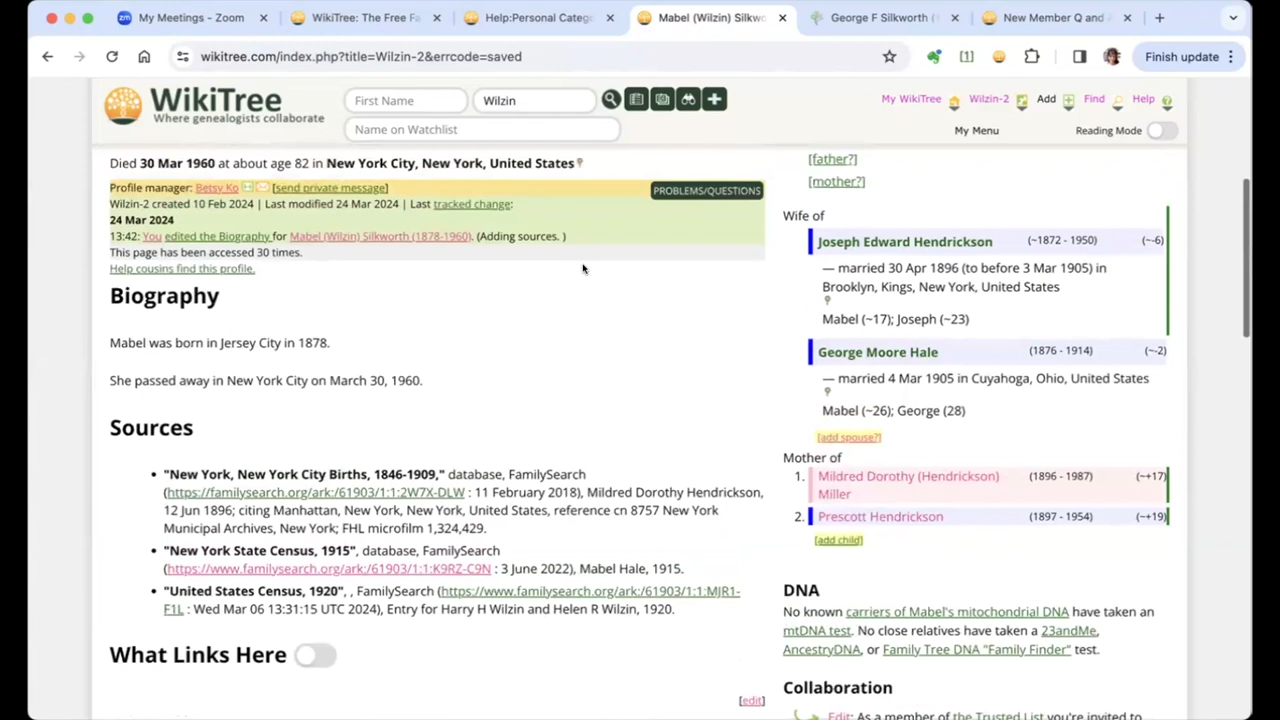 My Meetings - Zoom
WikiTree: The Free Fa
Help:Personal Categ
Mabel (Wilzin) Silkwo
George F Silkworth (
New Member Q and A
wikitree.com/index.php?title=Wilzin-2&errcode=saved
[1]
Finish update
WikiTree
Where genealogists collaborate
First Name
Wilzin
Name on Watchlist
My WikiTree
Wilzin-2
Add
Find
Help
My Menu
Reading Mode
Died 30 Mar 1960 at about age 82 in New York City, New York, United States
Profile manager: Betsy Ko [send private message]
PROBLEMS/QUESTIONS
Wilzin-2 created 10 Feb 2024 | Last modified 24 Mar 2024 | Last tracked change:
24 Mar 2024
13:42: You edited the Biography for Mabel (Wilzin) Silkworth (1878-1960). (Adding sources. )
This page has been accessed 30 times.
Help cousins find this profile.
Biography
Mabel was born in Jersey City in 1878.
She passed away in New York City on March 30, 1960.
Sources
• "New York, New York City Births, 1846-1909," database, FamilySearch
(https://familysearch.org/ark:/61903/1:1:2W7X-DLW : 11 February 2018), Mildred Dorothy Hendrickson,
12 Jun 1896; citing Manhattan, New York, New York, United States, reference cn 8757 New York
Municipal Archives, New York; FHL microfilm 1,324,429.
• "New York State Census, 1915", database, FamilySearch
(https://www.familysearch.org/ark:/61903/1:1:K9RZ-C9N : 3 June 2022), Mabel Hale, 1915.
• "United States Census, 1920", , FamilySearch (https://www.familysearch.org/ark:/61903/1:1:MJR1-
F1L : Wed Mar 06 13:31:15 UTC 2024), Entry for Harry H Wilzin and Helen R Wilzin, 1920.
What Links Here
[edit]
[father?]
[mother?]
Wife of
Joseph Edward Hendrickson (~1872 - 1950) (~-6)
— married 30 Apr 1896 (to before 3 Mar 1905) in
Brooklyn, Kings, New York, United States
Mabel (~17); Joseph (~23)
George Moore Hale (1876 - 1914) (~-2)
— married 4 Mar 1905 in Cuyahoga, Ohio, United States
Mabel (~26); George (28)
[add spouse?]
Mother of
1. Mildred Dorothy (Hendrickson) (1896 - 1987) (~+17)
Miller
2. Prescott Hendrickson (1897 - 1954) (~+19)
[add child]
DNA
No known carriers of Mabel's mitochondrial DNA have taken an
mtDNA test. No close relatives have taken a 23andMe,
AncestryDNA, or Family Tree DNA "Family Finder" test.
Collaboration
Edit: As a member of the Trusted List you're invited to